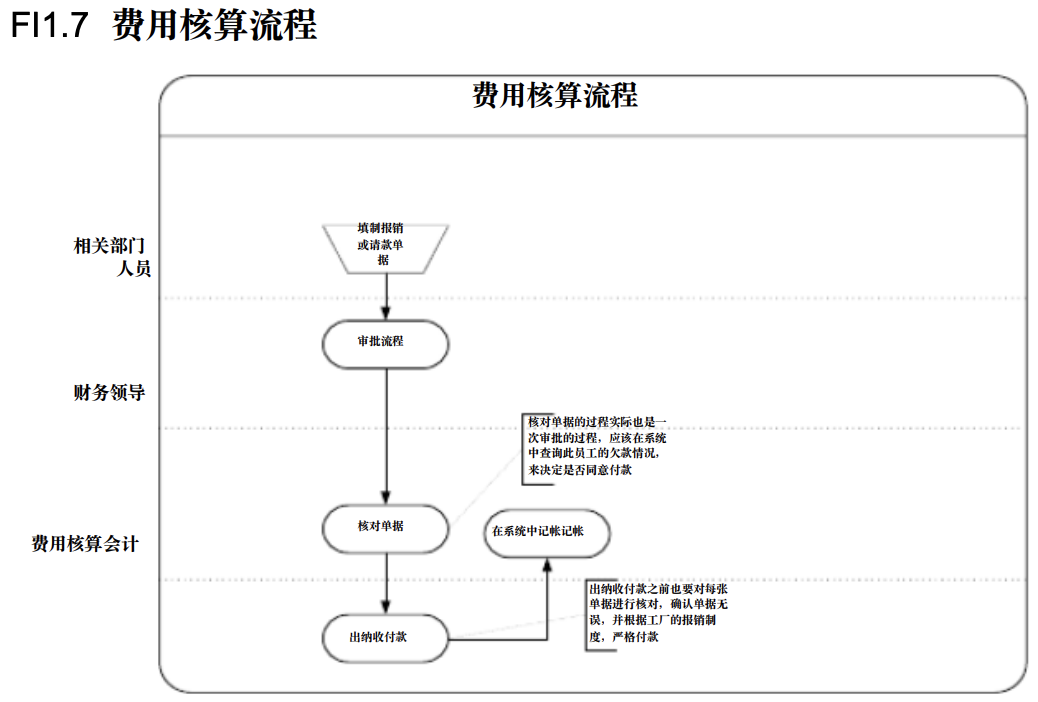 FI1.7 费用核算流程
费用核算流程
填制报销
或请款单
据
相关部门
人员
审批流程
财务领导
核对单据的过程实际也是一
次审批的过程，应该在系统
中查询此员工的欠款情况，
来决定是否同意付款
核对单据
在系统中记帐记帐
费用核算会计
出纳收付款之前也要对每张
单据进行核对，确认单据无
误，并根据工厂的报销制
度，严格付款
出纳收付款